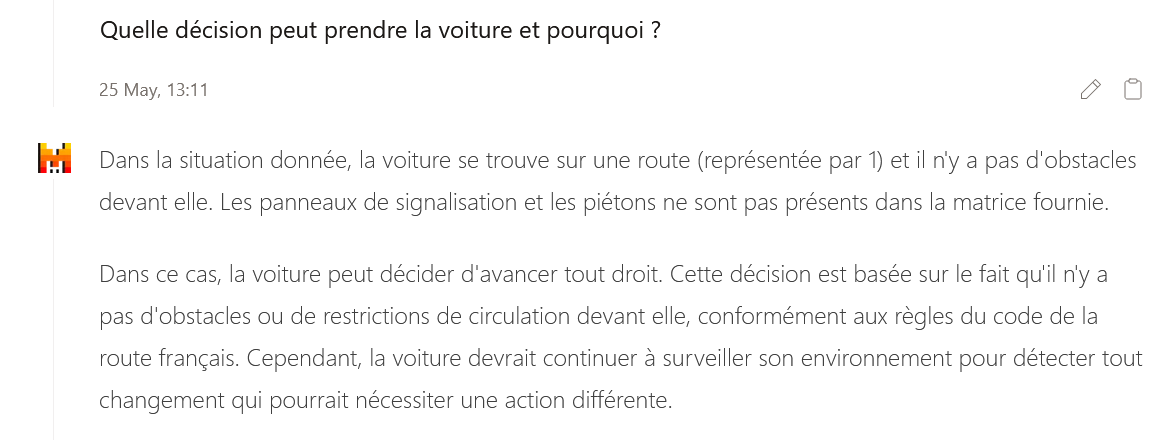 Quelle décision peut prendre la voiture et pourquoi ?
25 May, 13:11
Dans la situation donnée, la voiture se trouve sur une route (représentée par 1) et il n'y a pas d'obstacles
devant elle. Les panneaux de signalisation et les piétons ne sont pas présents dans la matrice fournie.
Dans ce cas, la voiture peut décider d'avancer tout droit. Cette décision est basée sur le fait qu'il n'y a
pas d'obstacles ou de restrictions de circulation devant elle, conformément aux règles du code de la
route français. Cependant, la voiture devrait continuer à surveiller son environnement pour détecter tout
changement qui pourrait nécessiter une action différente.